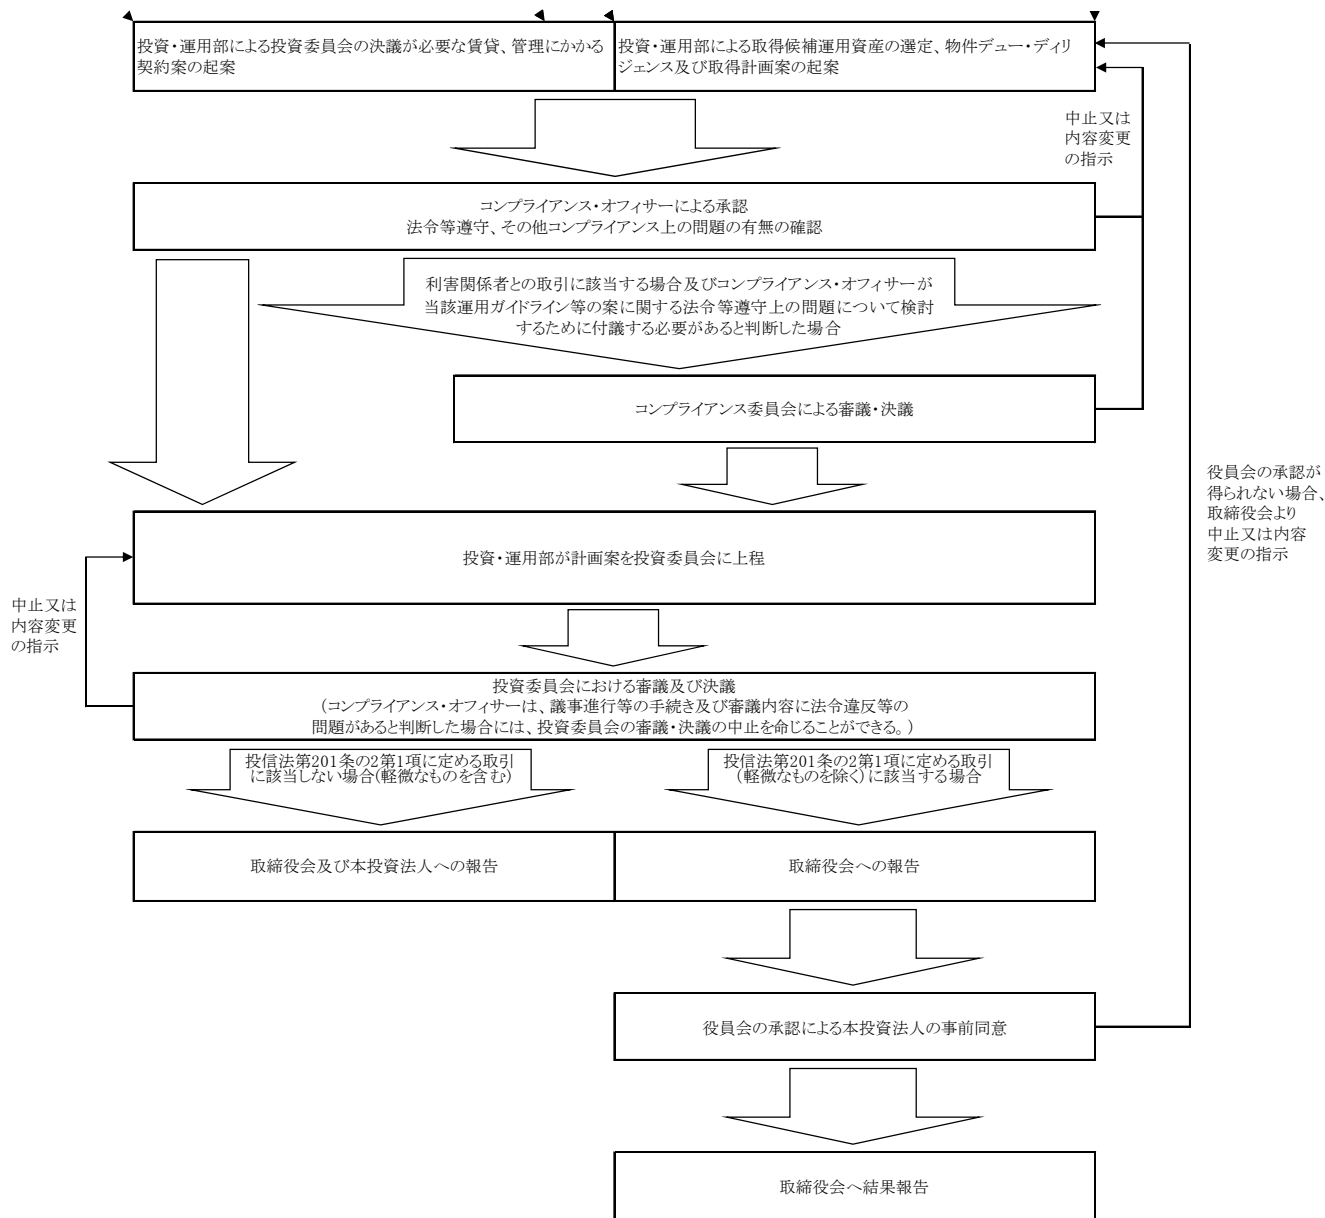 投資・運用部による投資委員会の決議が必要な賃貸、管理にかかる
契約案の起案
投資・運用部による取得候補運用資産の選定、物件デュー・ディリ
ジェンス及び取得計画案の起案
中止又は
内容変更
の指示
コンプライアンス・オフィサーによる承認
法令等遵守、その他コンプライアンス上の問題の有無の確認
利害関係者との取引に該当する場合及びコンプライアンス・オフィサーが
当該運用ガイドライン等の案に関する法令等遵守上の問題について検討
するために付議する必要があると判断した場合
コンプライアンス委員会による審議・決議
役員会の承認が
得られない場合、
取締役会より
中止又は内容
変更の指示
投資・運用部が計画案を投資委員会に上程
中止又は
内容変更
の指示
投資委員会における審議及び決議
(コンプライアンス・オフィサーは、議事進行等の手続き及び審議内容に法令違反等の
問題があると判断した場合には、投資委員会の審議・決議の中止を命じることができる。)
投信法第201条の2第1項に定める取引
に該当しない場合(軽微なものを含む)
投信法第201条の2第1項に定める取引
(軽微なものを除く)に該当する場合
取締役会及び本投資法人への報告
取締役会への報告
役員会の承認による本投資法人の事前同意
取締役会へ結果報告